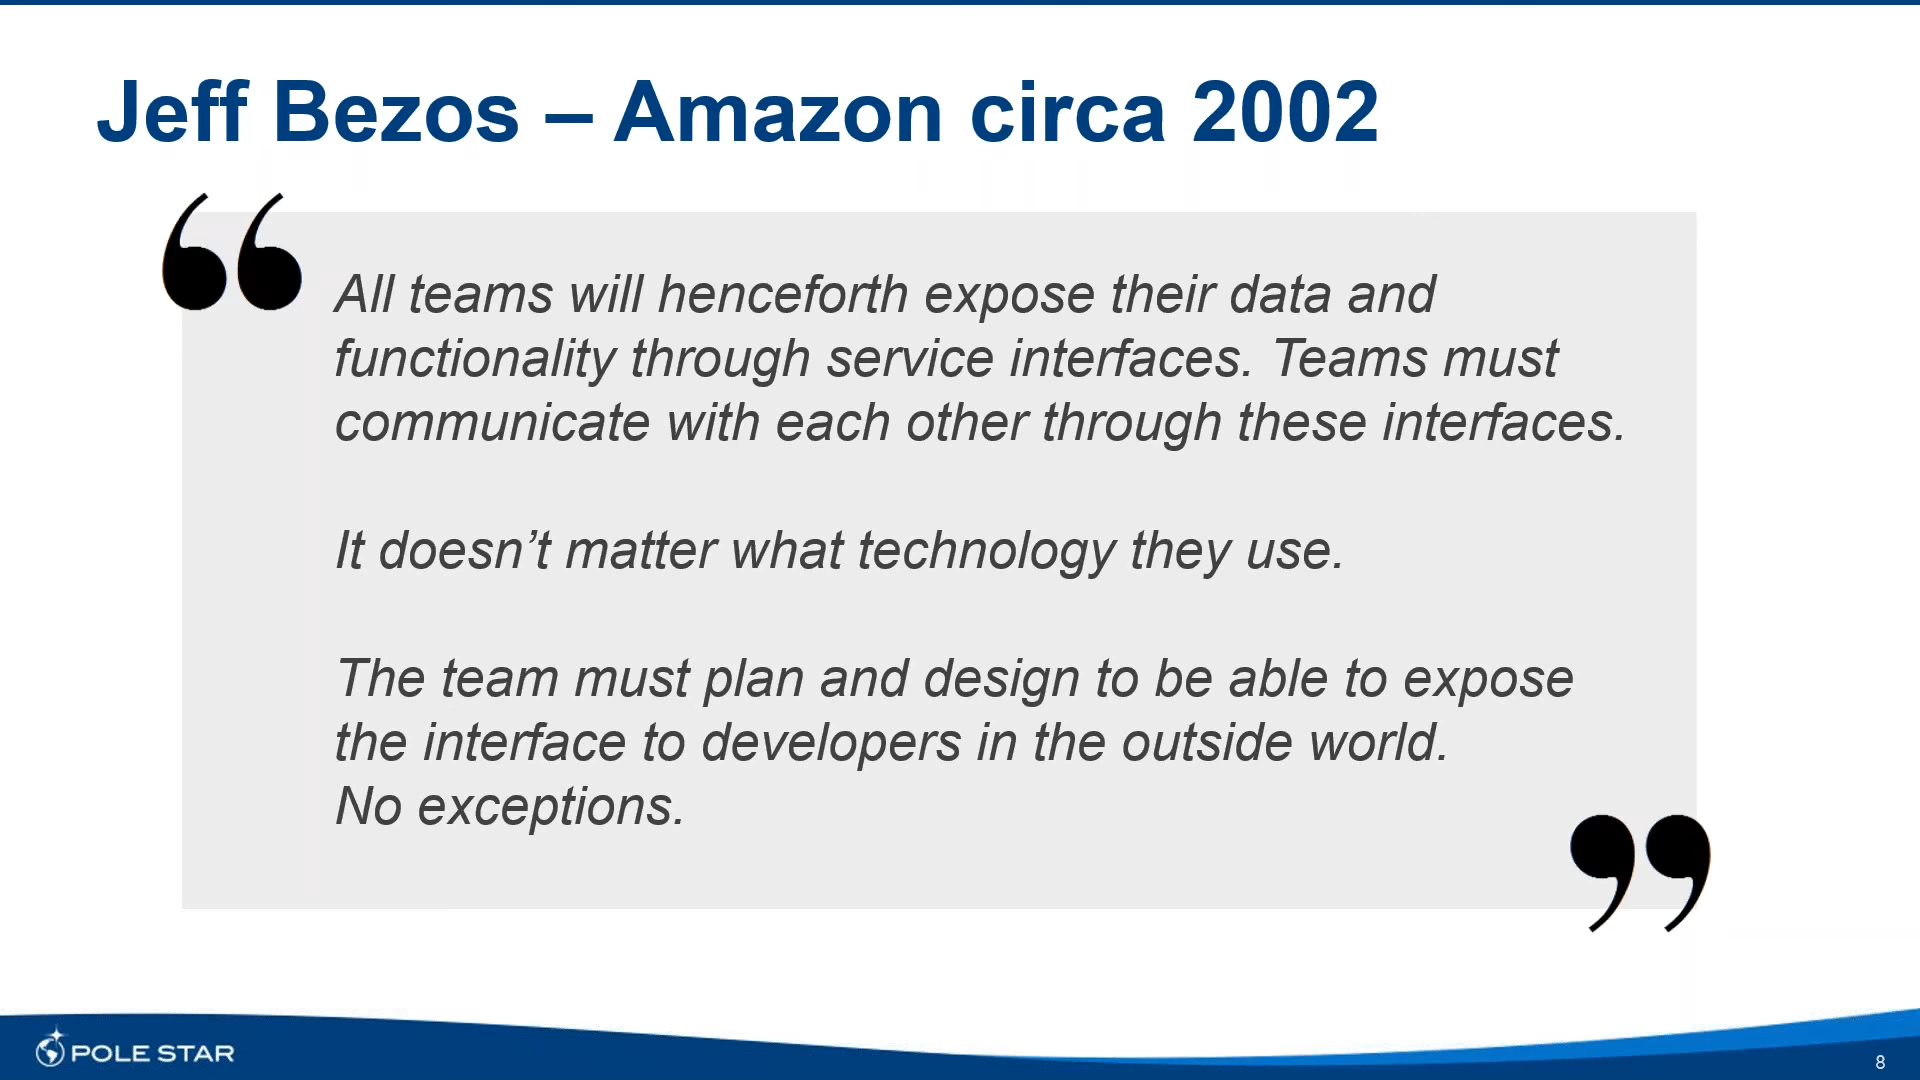 Jeff Bezos – Amazon circa 2002
“
All teams will henceforth expose their data and
functionality through service interfaces. Teams must
communicate with each other through these interfaces.
It doesn’t matter what technology they use.
The team must plan and design to be able to expose
the interface to developers in the outside world.
No exceptions.
”
POLE STAR
8